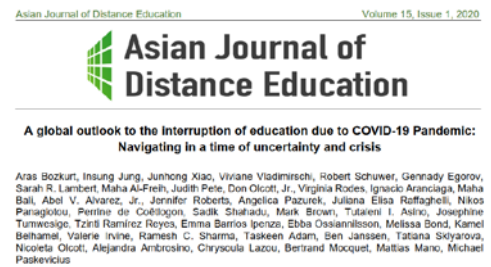 Asian Journal of Distance Education Volume 15, Issue 1, 2020
Asian Journal of
Distance Education
A global outlook to the interruption of education due to COVID-19 Pandemic:
Navigating in a time of uncertainty and crisis
Aras Bozkurt, Insung Jung, Junhong Xiao, Viviane Vladimirschi, Robert Schuwer, Gennady Egorov,
Sarah R. Lambert, Maha Al-Freih, Judith Pete, Don Olcott, Jr., Virginia Rodes, Ignacio Aranciaga, Maha
Bali, Abel V. Alvarez, Jr., Jennifer Roberts, Angelica Pazurek, Juliana Elisa Raffaghelli, Nikos
Panagiotou, Perrine de Coëtlogon, Sadik Shahadu, Mark Brown, Tutaleni I. Asino, Josephine
Tumwesige, Tzinti Ramírez Reyes, Emma Barrios Ipenza, Ebba Ossiannilsson, Melissa Bond, Kamel
Belhamel, Valerie Irvine, Ramesh C. Sharma, Taskeen Adam, Ben Janssen, Tatiana Sklyarova,
Nicoleta Olcott, Alejandra Ambrosino, Chrysoula Lazou, Bertrand Mocquet, Mattias Mano, Michael
Paskevicius